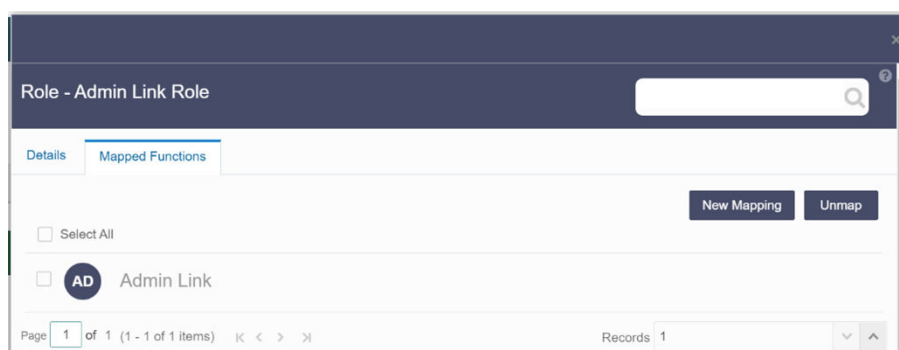 Role - Admin Link Role
Details Mapped Functions
New Mapping Unmap
Select All
AD Admin Link
Page 1 of 1 (1 - 1 of 1 items) Records 1